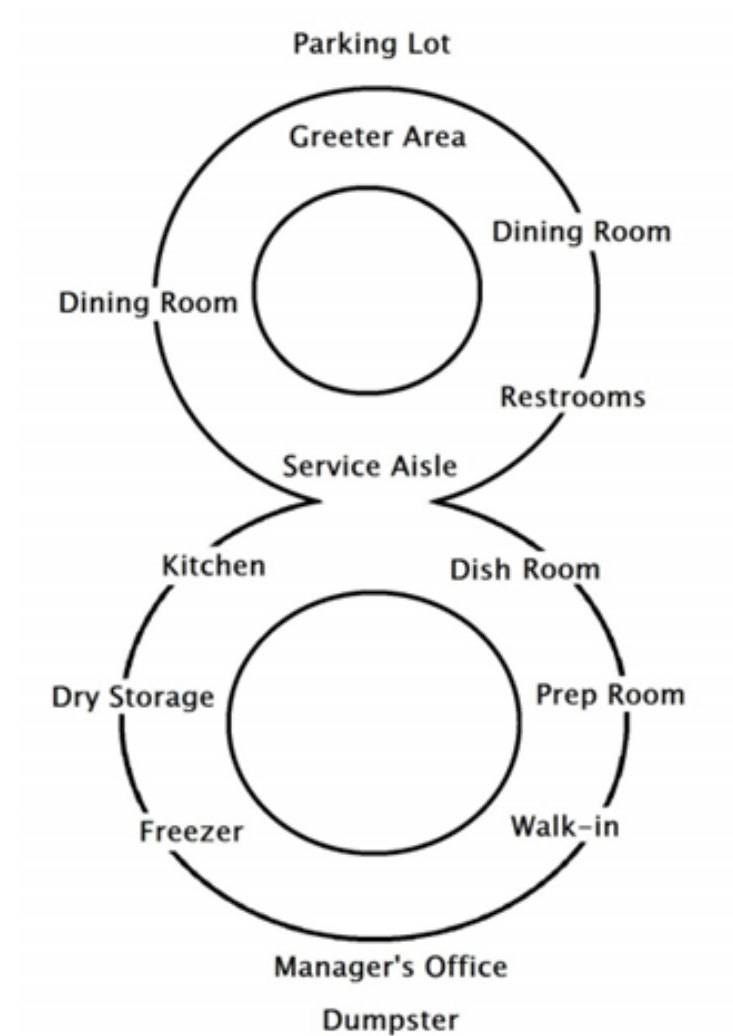 Parking Lot
Greeter Area
Dining Room
Dining Room
Restrooms
Service Aisle
Kitchen
Dish Room
Dry Storage
Prep Room
Freezer
Walk-in
Manager's Office
Dumpster